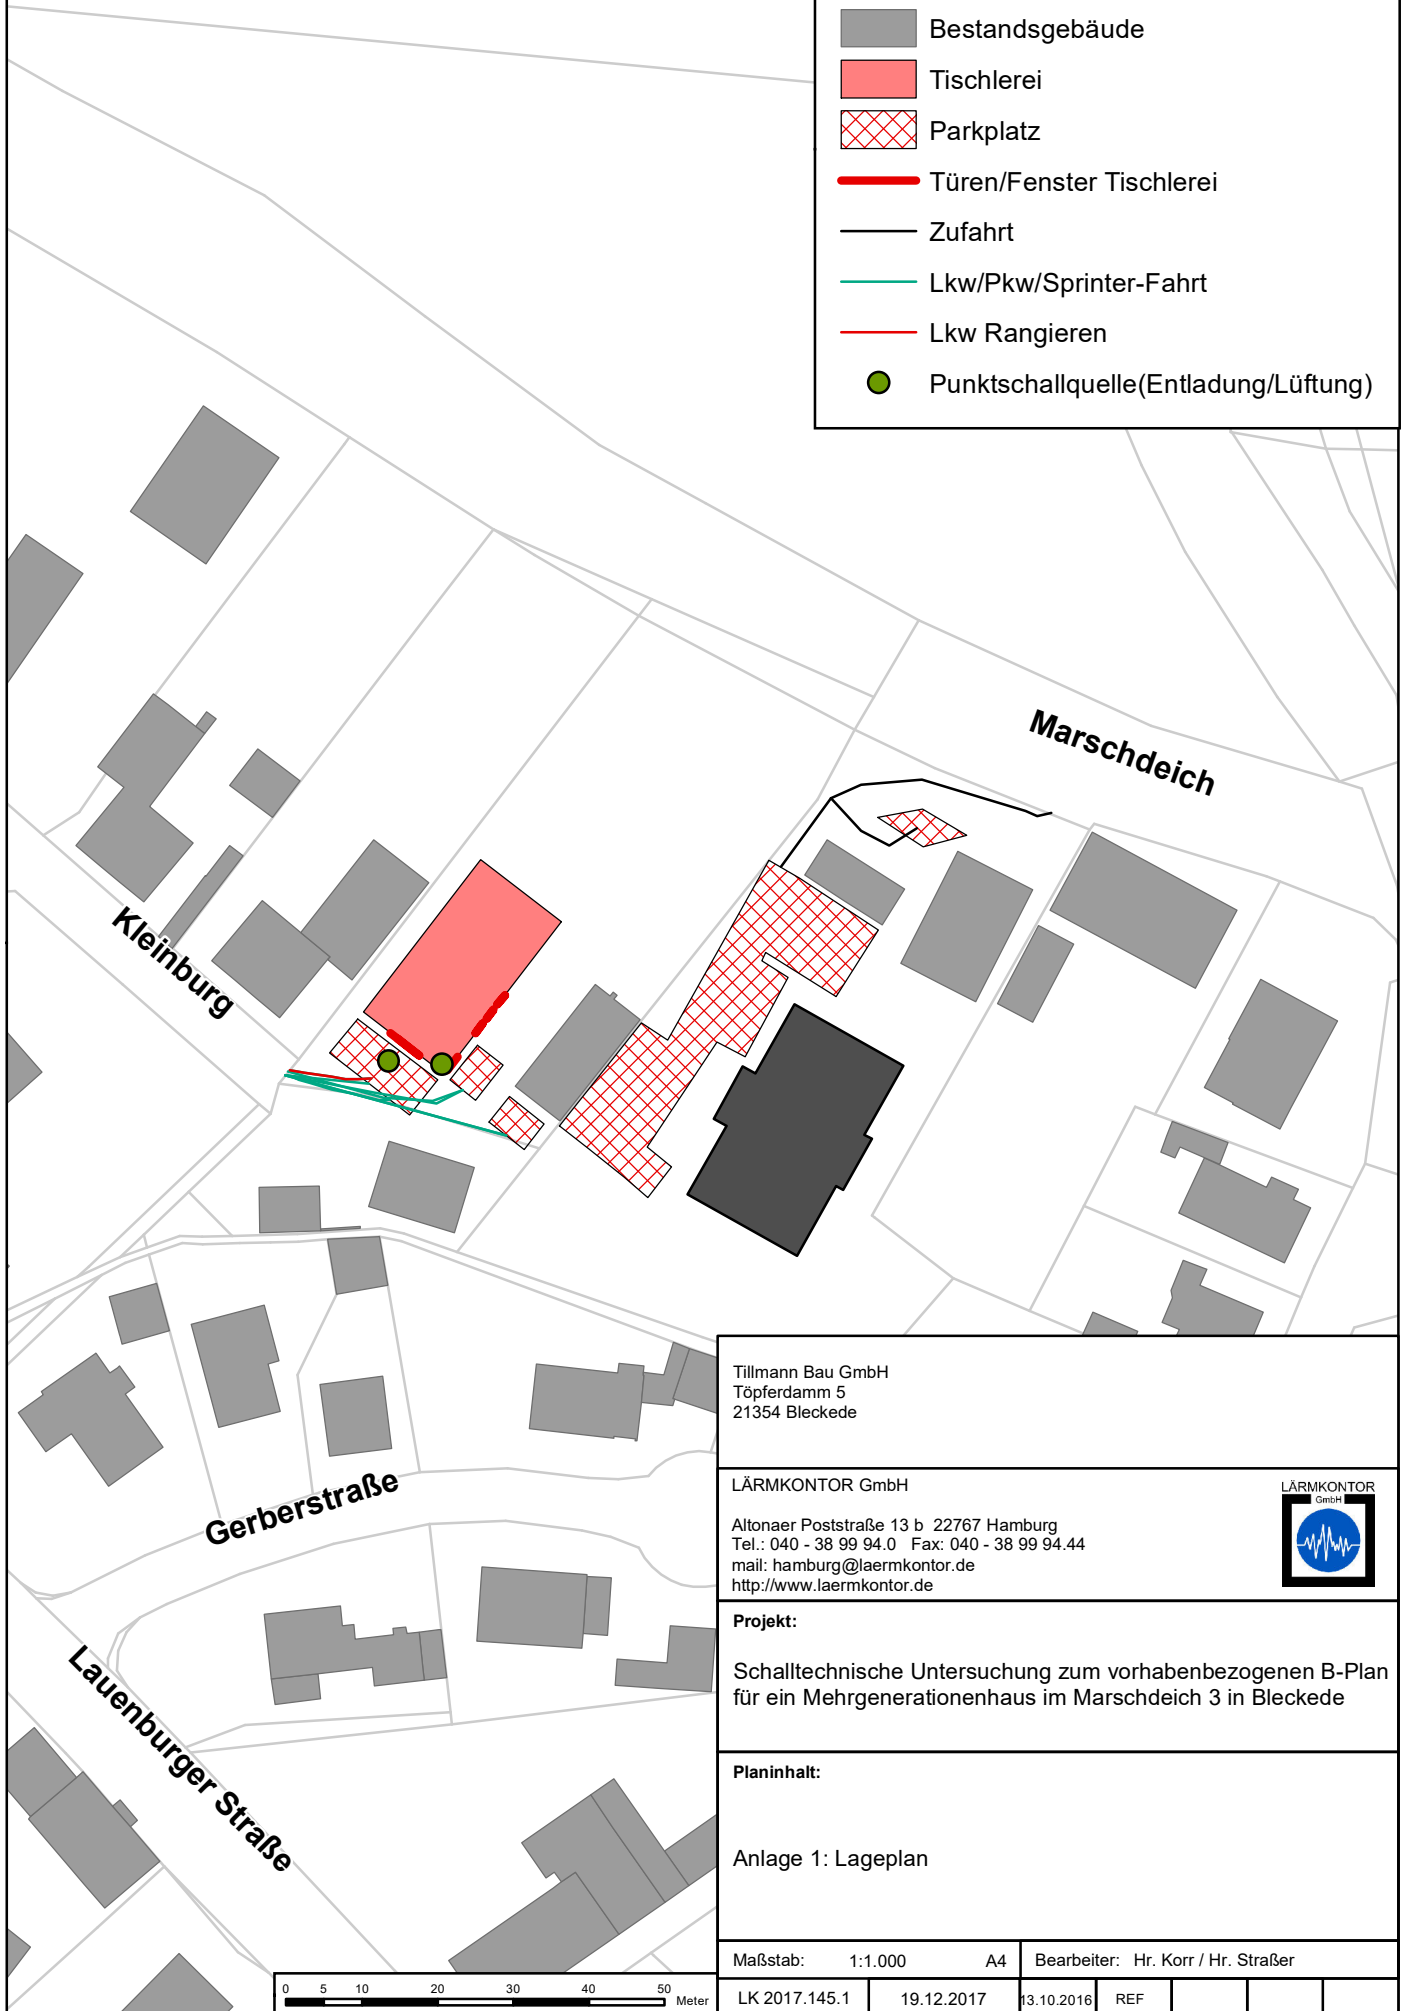 Bestandsgebäude
Tischlerei
Parkplatz
Türen/Fenster Tischlerei
Zufahrt
Lkw/Pkw/Sprinter-Fahrt
Lkw Rangieren
Punktschallquelle(Entladung/Lüftung)
Marschdeich
Kleinburg
Gerberstraße
Lauenburger Straße
Tillmann Bau GmbH
Töpferdamm 5
21354 Bleckede
LÄRMKONTOR GmbH
Altonaer Poststraße 13 b 22767 Hamburg
Tel.: 040 - 38 99 94.0 Fax: 040 - 38 99 94.44
mail: hamburg@laermkontor.de
http://www.laermkontor.de
LÄRMKONTOR
GmbH
Projekt:
Schalltechnische Untersuchung zum vorhabenbezogenen B-Plan
für ein Mehrgenerationenhaus im Marschdeich 3 in Bleckede
Planinhalt:
Anlage 1: Lageplan
Maßstab: 1:1.000 A4 Bearbeiter: Hr. Korr / Hr. Straßer
LK 2017.145.1 19.12.2017 13.10.2016 REF
0 5 10 20 30 40 50 Meter